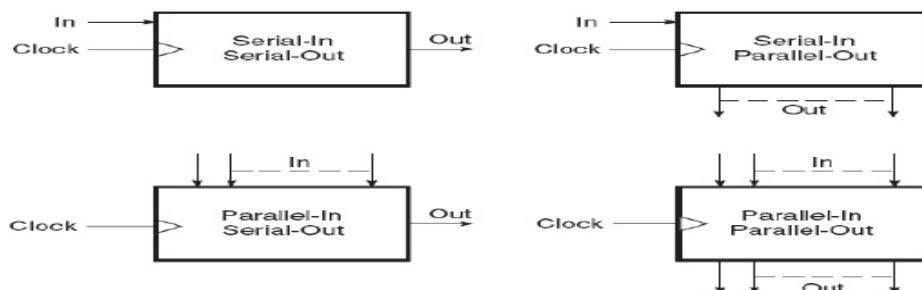 In
Clock
Serial-In
Serial-Out
Out
In
Clock
Serial-In
Parallel-Out
Out
In
Clock
Parallel-In
Serial-Out
Out
In
Clock
Parallel-In
Parallel-Out
Out